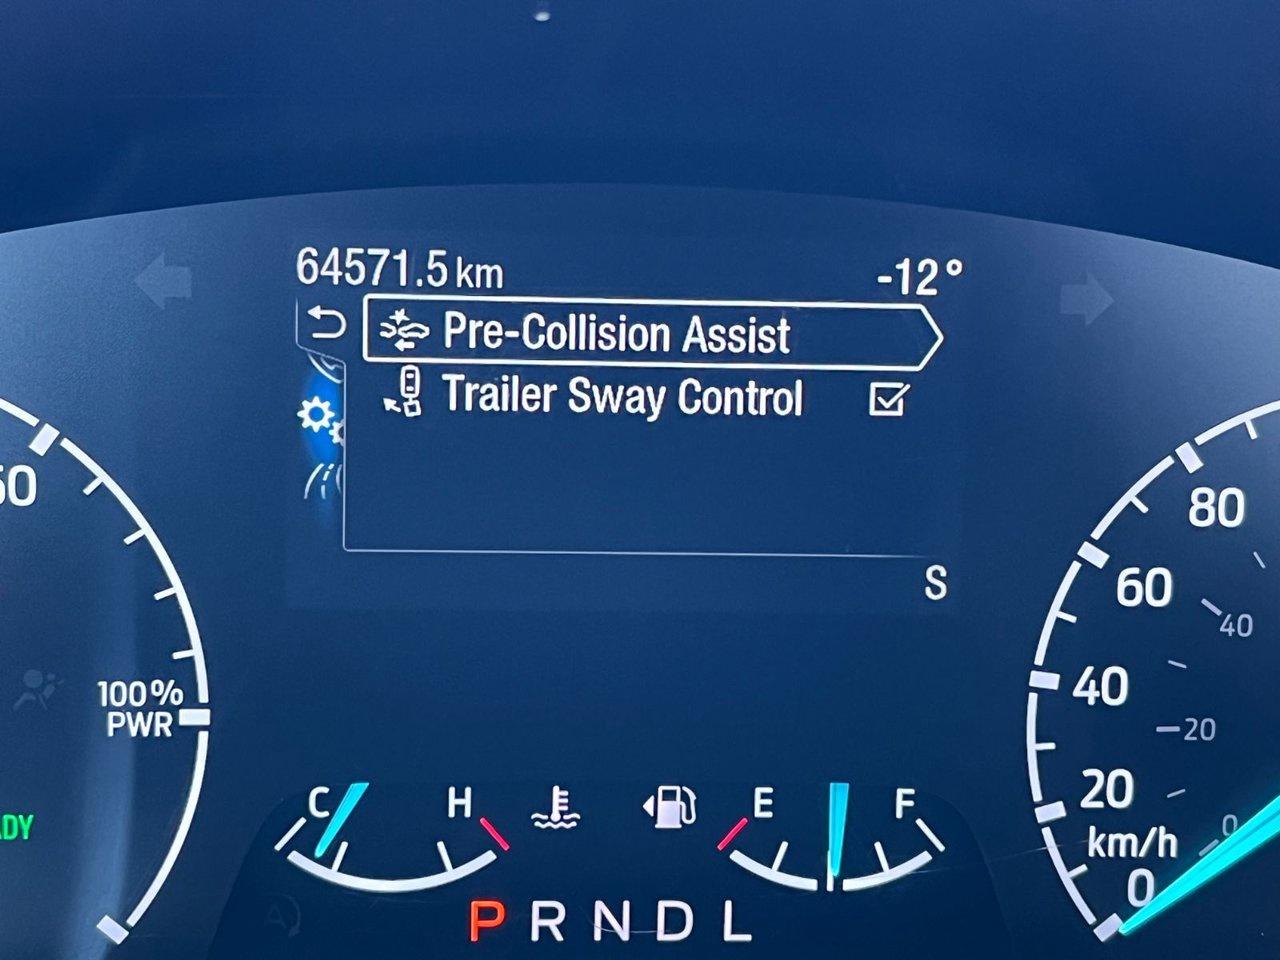 64571.5 km -12°
Pre-Collision Assist
Trailer Sway Control
S
80
60
40
40
20
20
0
km/h
0
100%
PWR
C H E F
P R N D L